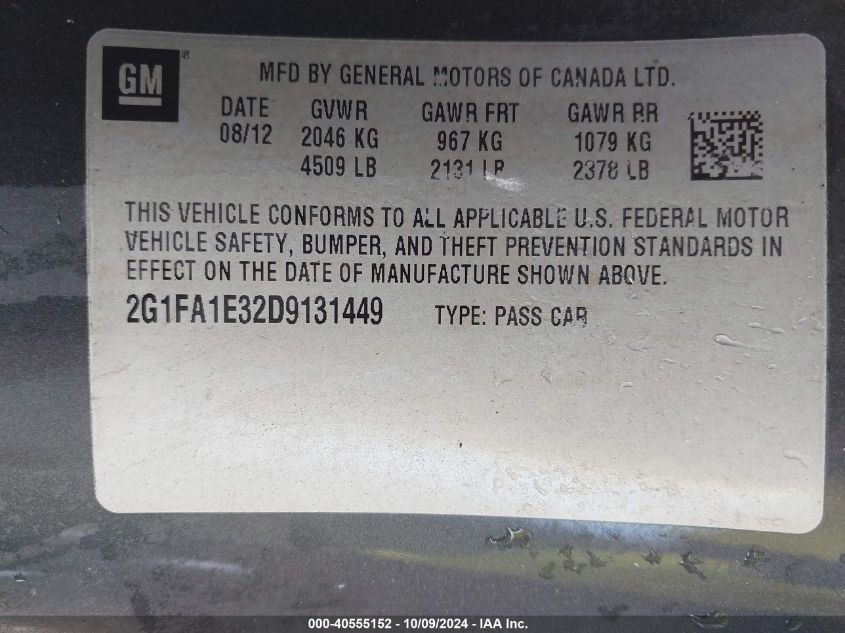 GM®
MFD BY GENERAL MOTORS OF CANADA LTD.
DATE GVWR GAWR FRT GAWR RR
08/12 2046 KG 967 KG 1079 KG
4509 LB 2131 LB 2378 LB
THIS VEHICLE CONFORMS TO ALL APPLICABLE U.S. FEDERAL MOTOR
VEHICLE SAFETY, BUMPER, AND THEFT PREVENTION STANDARDS IN
EFFECT ON THE DATE OF MANUFACTURE SHOWN ABOVE.
2G1FA1E32D9131449 TYPE: PASS CAR
000-40555152 - 10/09/2024 - IAA Inc.